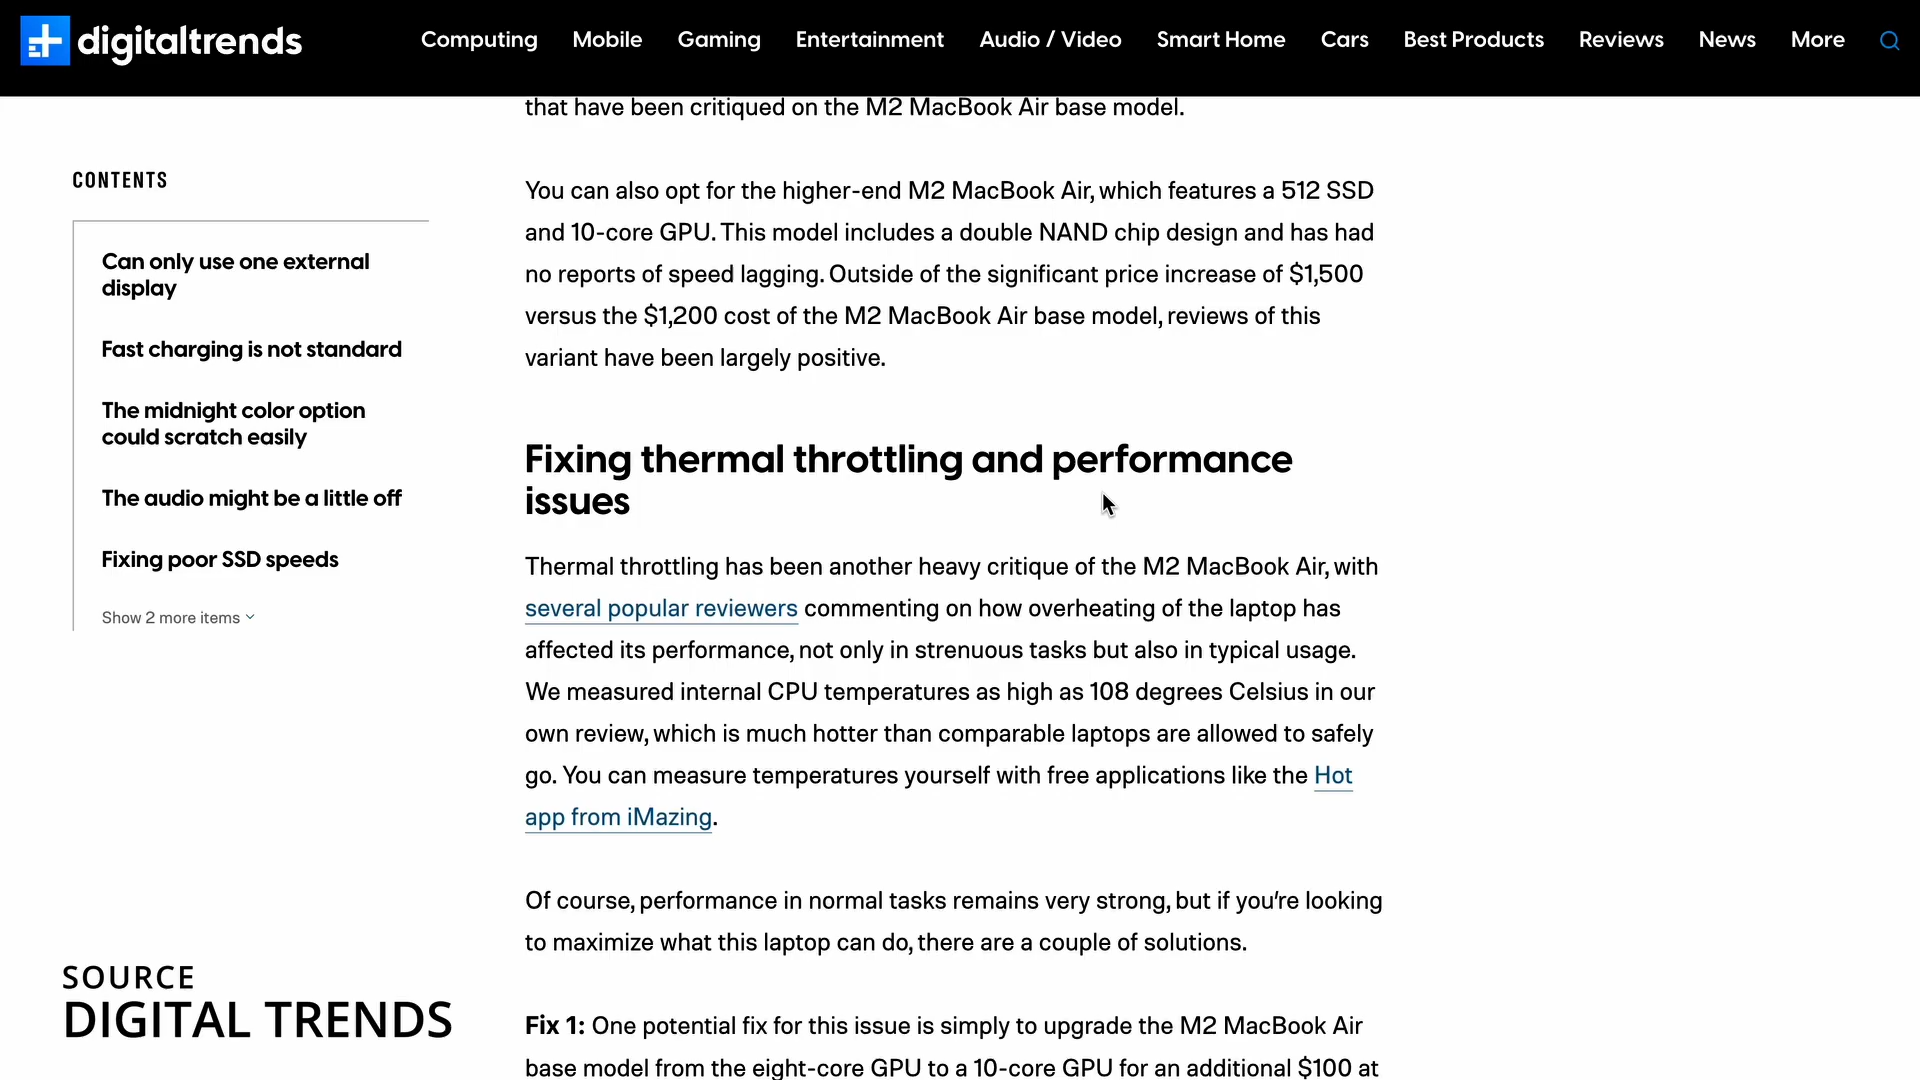 digitaltrends
Computing Mobile Gaming Entertainment Audio / Video Smart Home Cars Best Products Reviews News More
that have been critiqued on the M2 MacBook Air base model.
CONTENTS
Can only use one external
display
Fast charging is not standard
The midnight color option
could scratch easily
The audio might be a little off
Fixing poor SSD speeds
Show 2 more items
You can also opt for the higher-end M2 MacBook Air, which features a 512 SSD
and 10-core GPU. This model includes a double NAND chip design and has had
no reports of speed lagging. Outside of the significant price increase of $1,500
versus the $1,200 cost of the M2 MacBook Air base model, reviews of this
variant have been largely positive.
Fixing thermal throttling and performance
issues
Thermal throttling has been another heavy critique of the M2 MacBook Air, with
several popular reviewers commenting on how overheating of the laptop has
affected its performance, not only in strenuous tasks but also in typical usage.
We measured internal CPU temperatures as high as 108 degrees Celsius in our
own review, which is much hotter than comparable laptops are allowed to safely
go. You can measure temperatures yourself with free applications like the Hot
app from iMazing.
Of course, performance in normal tasks remains very strong, but if you're looking
to maximize what this laptop can do, there are a couple of solutions.
Fix 1: One potential fix for this issue is simply to upgrade the M2 MacBook Air
base model from the eight-core GPU to a 10-core GPU for an additional $100 at
SOURCE
DIGITAL TRENDS